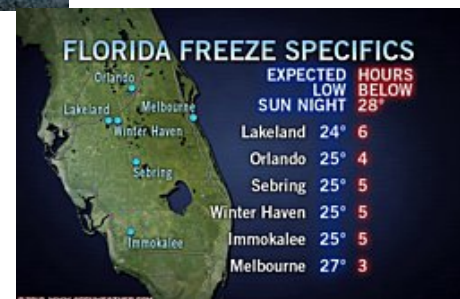 FLORIDA FREEZE SPECIFICS
EXPECTED HOURS
LOW BELOW
SUN NIGHT 28°
Orlando
Lakeland Melbourne
Winter Haven
Sebring
Immokalee
Lakeland 24° 6
Orlando 25° 4
Sebring 25° 5
Winter Haven 25° 5
Immokalee 25° 5
Melbourne 27° 3